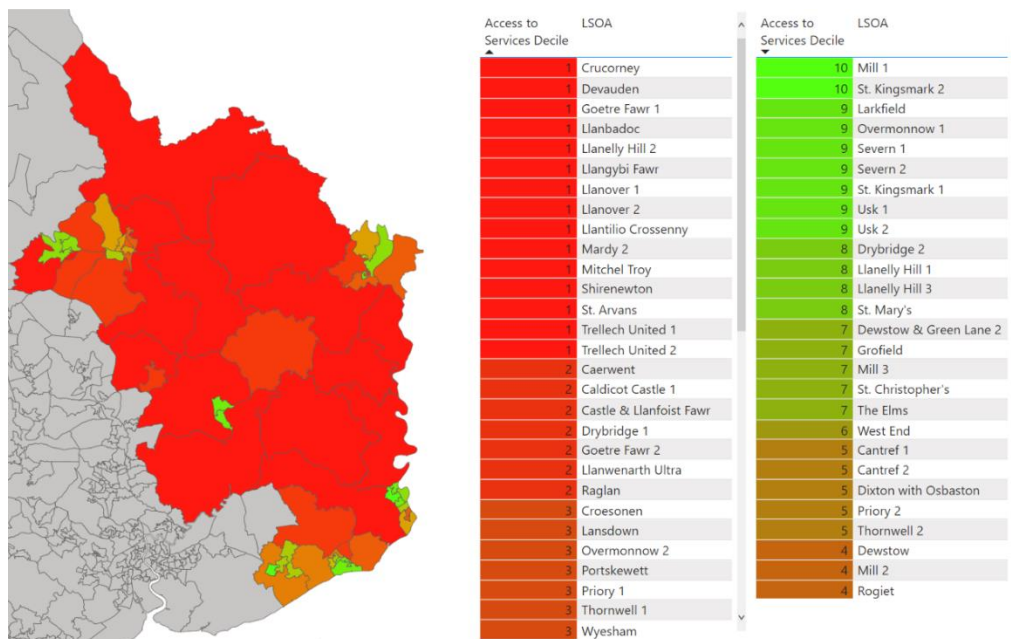 Access to
Services Decile
LSOA
1 Crucorney
1 Devauden
1 Goetre Fawr 1
1 Llanbadoc
1 Llanelly Hill 2
1 Llangybi Fawr
1 Llanover 1
1 Llanover 2
1 Llantilio Crossenny
1 Mardy 2
1 Mitchel Troy
1 Shirenewton
1 St. Arvans
1 Trellech United 1
1 Trellech United 2
2 Caerwent
2 Caldicot Castle 1
2 Castle & Llanfoist Fawr
2 Drybridge 1
2 Goetre Fawr 2
2 Llanwenarth Ultra
2 Raglan
3 Croesonen
3 Lansdown
3 Overmonnow 2
3 Portskewett
3 Priory 1
3 Thornwell 1
3 Wyesham
Access to
Services Decile
LSOA
10 Mill 1
10 St. Kingsmark 2
9 Larkfield
9 Overmonnow 1
9 Severn 1
9 Severn 2
9 St. Kingsmark 1
9 Usk 1
9 Usk 2
8 Drybridge 2
8 Llanelly Hill 1
8 Llanelly Hill 3
8 St. Mary's
7 Dewstow & Green Lane 2
7 Grofield
7 Mill 3
7 St. Christopher's
7 The Elms
6 West End
5 Cantref 1
5 Cantref 2
5 Dixton with Osbaston
5 Priory 2
5 Thornwell 2
4 Dewstow
4 Mill 2
4 Rogiet